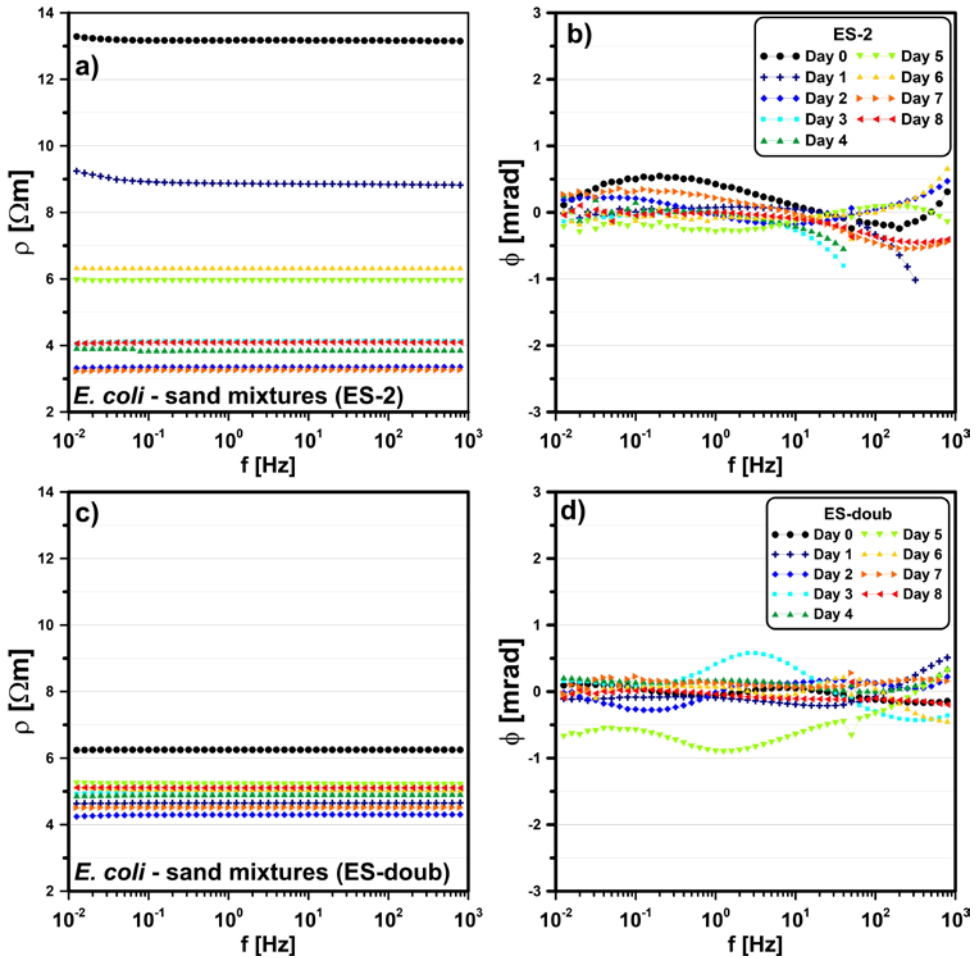 14
12
10
8
6
4
2
ρ [Ωm]
a)
E. coli - sand mixtures (ES-2)
10-2 10-1 100 101 102 103
f [Hz]
3
2
1
0
-1
-2
-3
ϕ [mrad]
b)
ES-2
Day 0 Day 5
Day 1 Day 6
Day 2 Day 7
Day 3 Day 8
Day 4
10-2 10-1 100 101 102 103
f [Hz]
14
12
10
8
6
4
2
ρ [Ωm]
c)
E. coli - sand mixtures (ES-doub)
10-2 10-1 100 101 102 103
f [Hz]
3
2
1
0
-1
-2
-3
ϕ [mrad]
d)
ES-doub
Day 0 Day 5
Day 1 Day 6
Day 2 Day 7
Day 3 Day 8
Day 4
10-2 10-1 100 101 102 103
f [Hz]